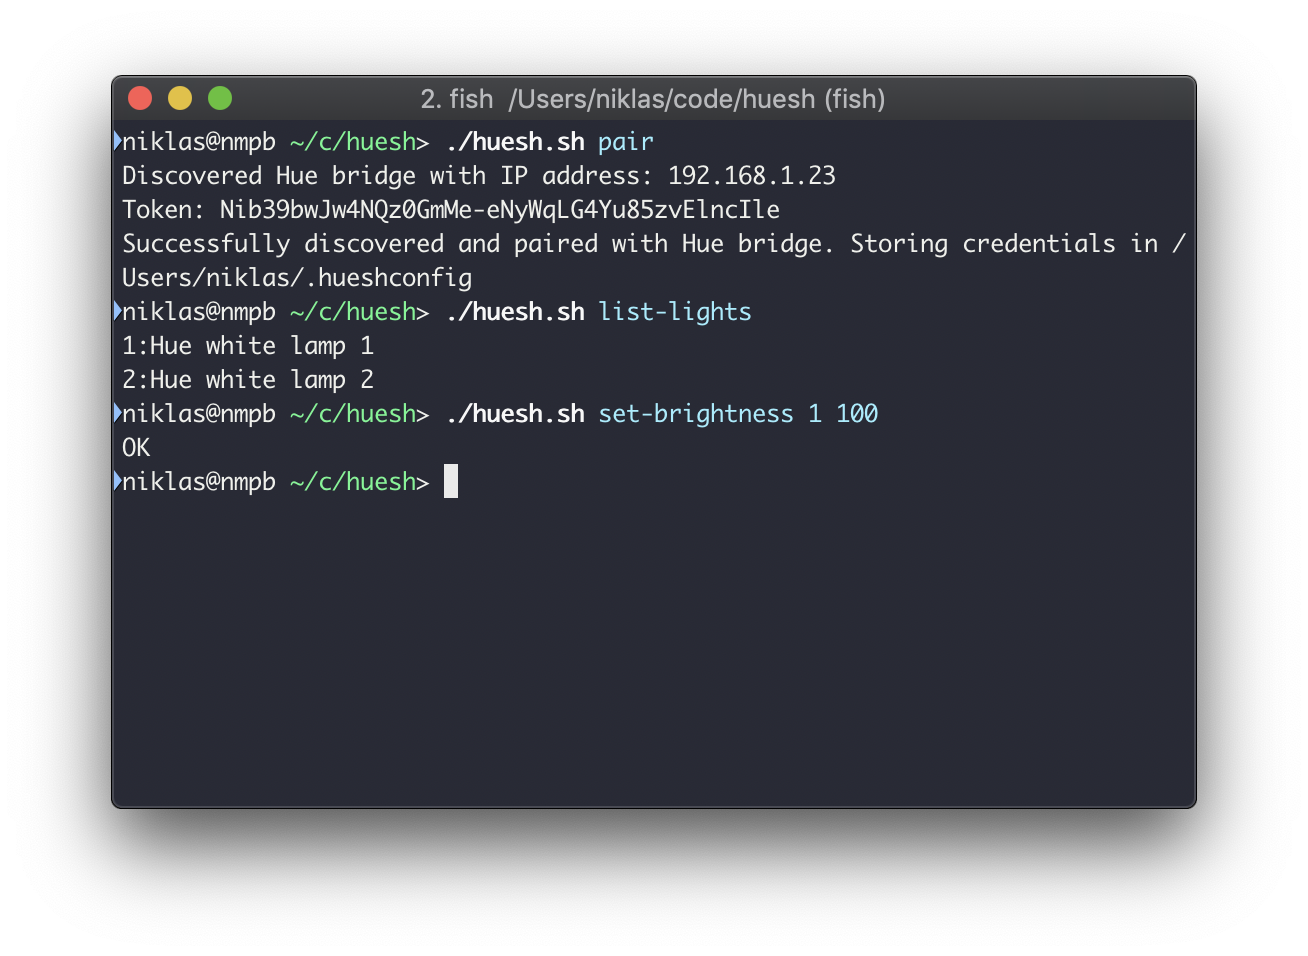 2. fish  /Users/niklas/code/huesh (fish)
niklas@nmpb ~/c/huesh> ./huesh.sh pair
Discovered Hue bridge with IP address: 192.168.1.23
Token: Nib39bwJw4NQz0GmMe-eNyWqLG4Yu85zvElncIle
Successfully discovered and paired with Hue bridge. Storing credentials in /
Users/niklas/.hueshconfig
niklas@nmpb ~/c/huesh> ./huesh.sh list-lights
1:Hue white lamp 1
2:Hue white lamp 2
niklas@nmpb ~/c/huesh> ./huesh.sh set-brightness 1 100
OK
niklas@nmpb ~/c/huesh>